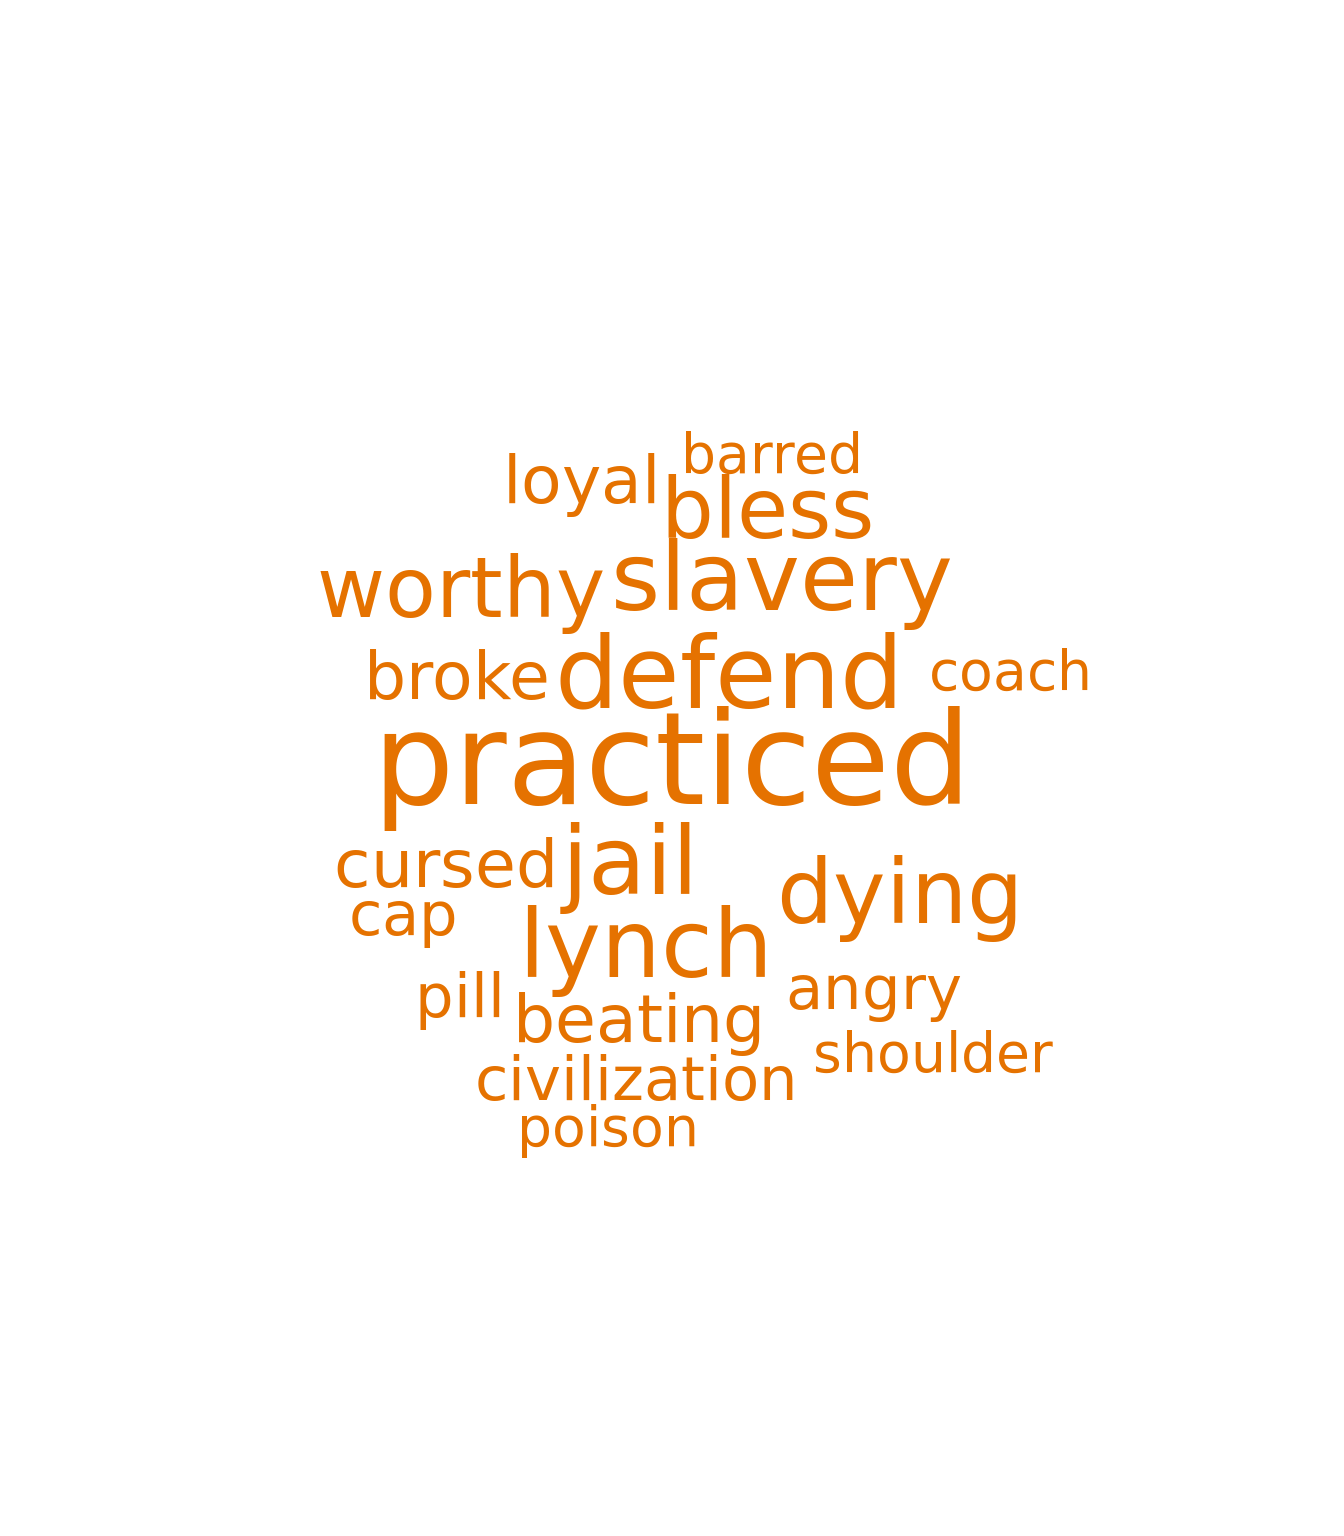 barred
loyal bless
worthy slavery
broke defend coach
practiced
cursed jail dying
cap lynch
pill beating angry
civilization shoulder
poison